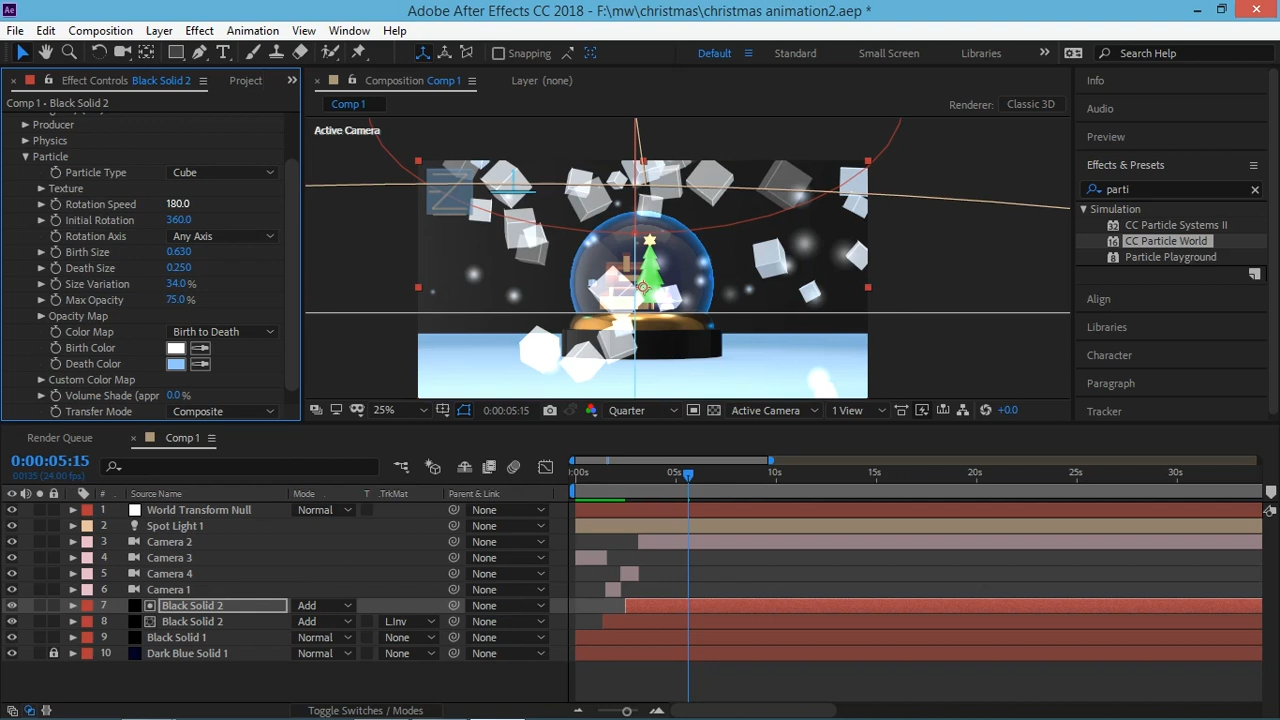 Ae Adobe After Effects CC 2018 - F:\mw\christmas\christmas animation2.aep *
File Edit Composition Layer Effect Animation View Window Help
Snapping Default Standard Small Screen Libraries Search Help
Effect Controls Black Solid 2 Project
Comp 1 • Black Solid 2
Producer
Physics
Particle
Particle Type Cube
Texture
Rotation Speed 180.0
Initial Rotation 360.0
Rotation Axis Any Axis
Birth Size 0.630
Death Size 0.250
Size Variation 34.0 %
Max Opacity 75.0 %
Opacity Map
Color Map Birth to Death
Birth Color
Death Color
Custom Color Map
Volume Shade (appr 0.0 %
Transfer Mode Composite
Composition Comp 1 Layer (none)
Comp 1 Renderer: Classic 3D
Active Camera
25% 0:00:05:15 Quarter Active Camera 1 View +0.0
Info
Audio
Preview
Effects & Presets
parti
Simulation
32 CC Particle Systems II
16 CC Particle World
8 Particle Playground
Align
Libraries
Character
Paragraph
Tracker
Render Queue Comp 1
0:00:05:15
00135 (24.00 fps)
:00s 05s 10s 15s 20s 25s 30s
# Source Name Mode T .TrkMat Parent & Link
1 World Transform Null Normal None
2 Spot Light 1 None
3 Camera 2 None
4 Camera 3 None
5 Camera 4 None
6 Camera 1 None
7 Black Solid 2 Add None
8 Black Solid 2 Add L.Inv None
9 Black Solid 1 Normal None None
10 Dark Blue Solid 1 Normal None None
Toggle Switches / Modes